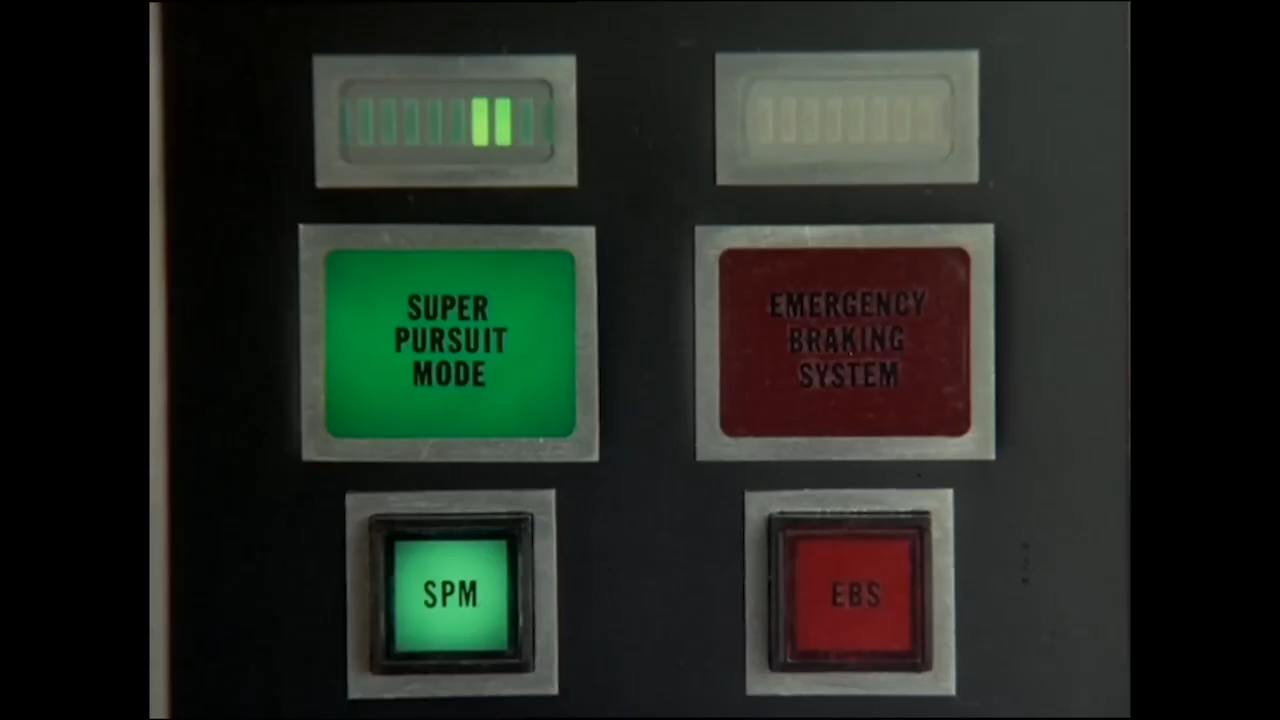 SUPER
PURSUIT
MODE
EMERGENCY
BRAKING
SYSTEM
SPM
EBS